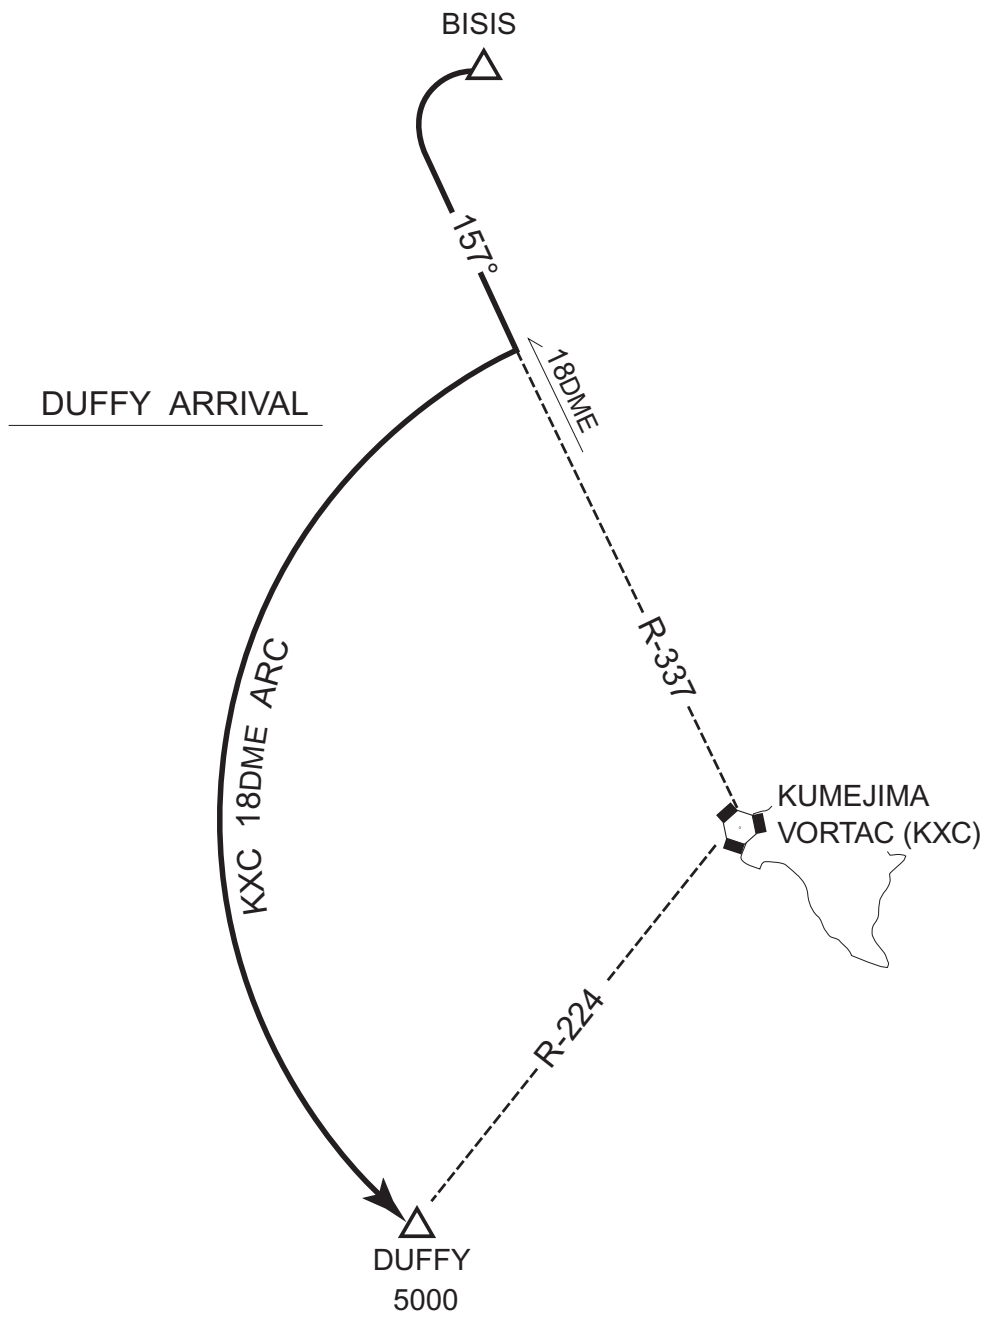 BISIS
157°
18DME
DUFFY ARRIVAL
R-337
KXC 18DME ARC
KUMEJIMA
VORTAC (KXC)
R-224
DUFFY
5000